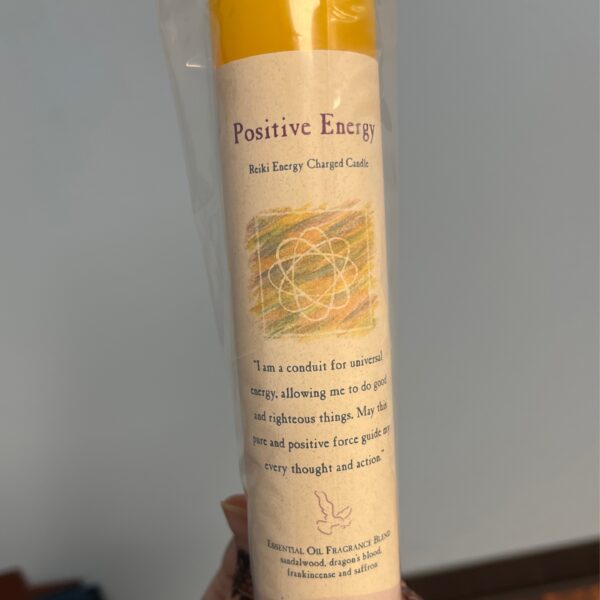 Positive Energy
Reiki Energy Charged Candle
"I am a conduit for universal
energy, allowing me to do good
and righteous things. May this
pure and positive force guide my
every thought and action."
Essential Oil Fragrance Blend
sandalwood, dragon's blood,
frankincense and saffron